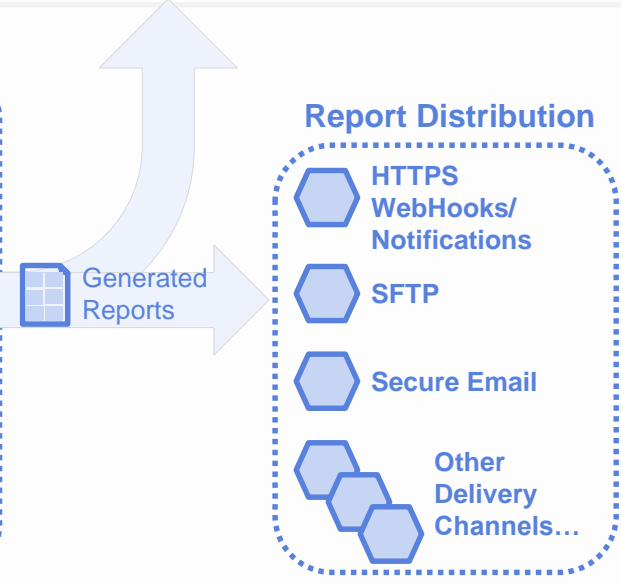 Report Distribution
HTTPS
WebHooks/
Notifications
Generated
Reports
SFTP
Secure Email
Other
Delivery
Channels…